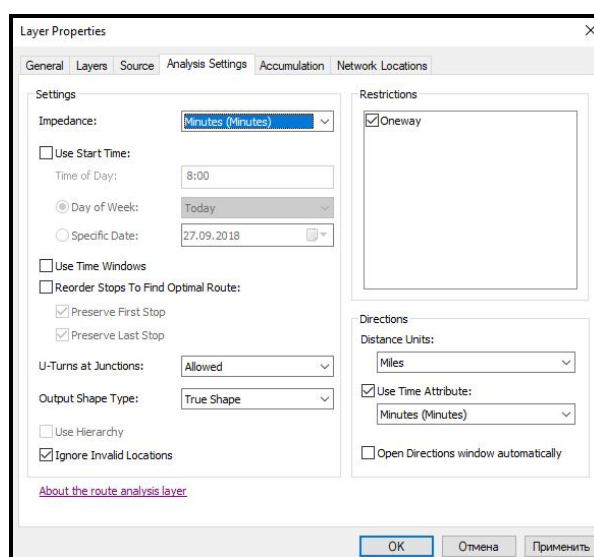 Layer Properties
General Layers Source Analysis Settings Accumulation Network Locations
Settings
Impedance: Minutes (Minutes)
Use Start Time:
Time of Day: 8:00
Day of Week: Today
Specific Date: 27.09.2018
Use Time Windows
Reorder Stops To Find Optimal Route:
Preserve First Stop
Preserve Last Stop
U-Turns at Junctions: Allowed
Output Shape Type: True Shape
Use Hierarchy
Ignore Invalid Locations
About the route analysis layer
Restrictions
Oneway
Directions
Distance Units:
Miles
Use Time Attribute:
Minutes (Minutes)
Open Directions window automatically
OK Отмена Применить